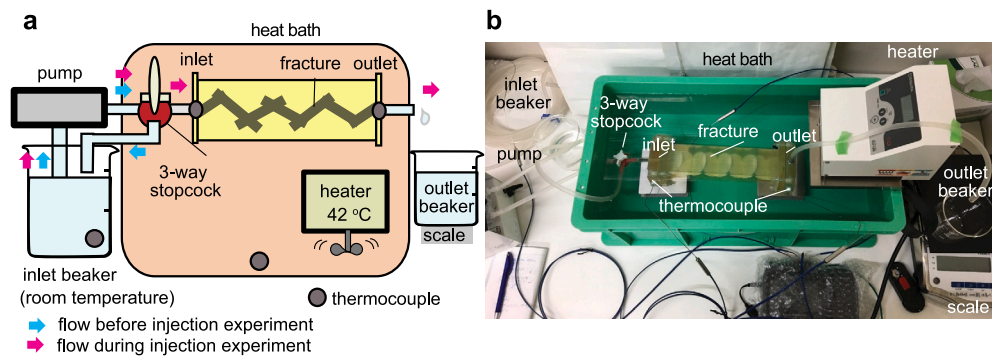 a
heat bath
inlet
fracture
outlet
pump
3-way
stopcock
heater
42 °C
outlet
beaker
scale
inlet beaker
(room temperature)
thermocouple
flow before injection experiment
flow during injection experiment
b
heat bath
heater
inlet
beaker
3-way
stopcock
fracture
outlet
inlet
pump
thermocouple
outlet
beaker
scale